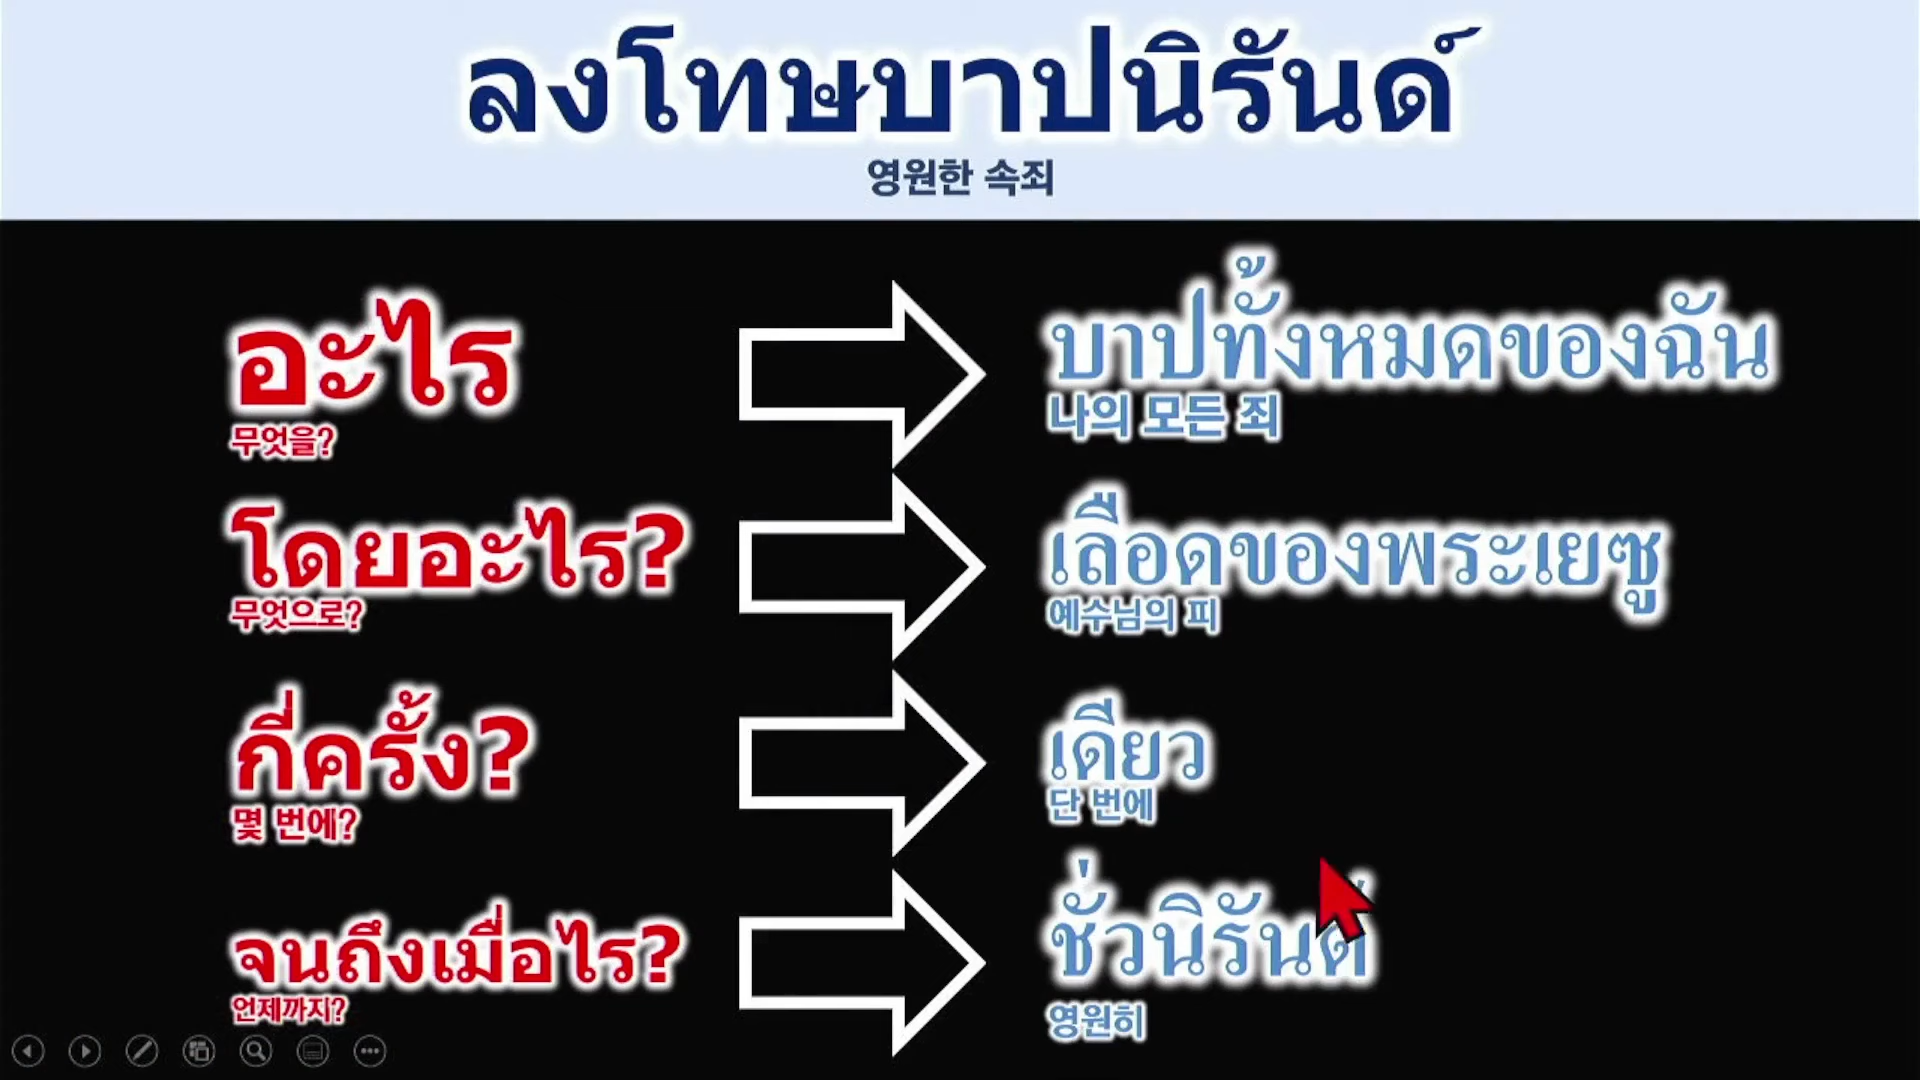 ลงโทษบาปนิรันด์
영원한 속죄
อะไร
무엇을?
บาปทั้งหมดของฉัน
나의 모든 죄
โดยอะไร?
무엇으로?
เลือดของพระเยซู
예수님의 피
กี่ครั้ง?
몇 번에?
เดียว
단 번에
จนถึงเมื่อไร?
언제까지?
ชั่วนิรันด์
영원히